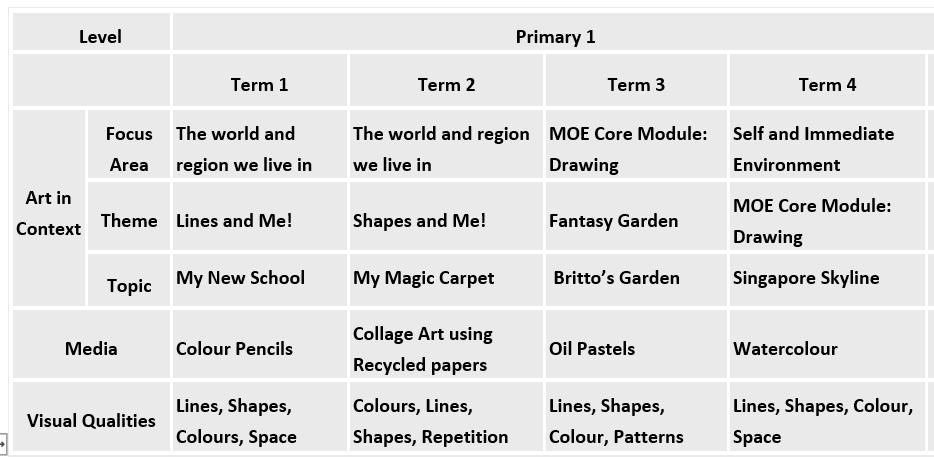 Level
Primary 1
Term 1
Term 2
Term 3
Term 4
Art in
Context
Focus
Area
The world and
region we live in
The world and region
we live in
MOE Core Module:
Drawing
Self and Immediate
Environment
Theme
Lines and Me!
Shapes and Me!
Fantasy Garden
MOE Core Module:
Drawing
Topic
My New School
My Magic Carpet
Britto’s Garden
Singapore Skyline
Media
Colour Pencils
Collage Art using
Recycled papers
Oil Pastels
Watercolour
Visual Qualities
Lines, Shapes,
Colours, Space
Colours, Lines,
Shapes, Repetition
Lines, Shapes,
Colour, Patterns
Lines, Shapes, Colour,
Space